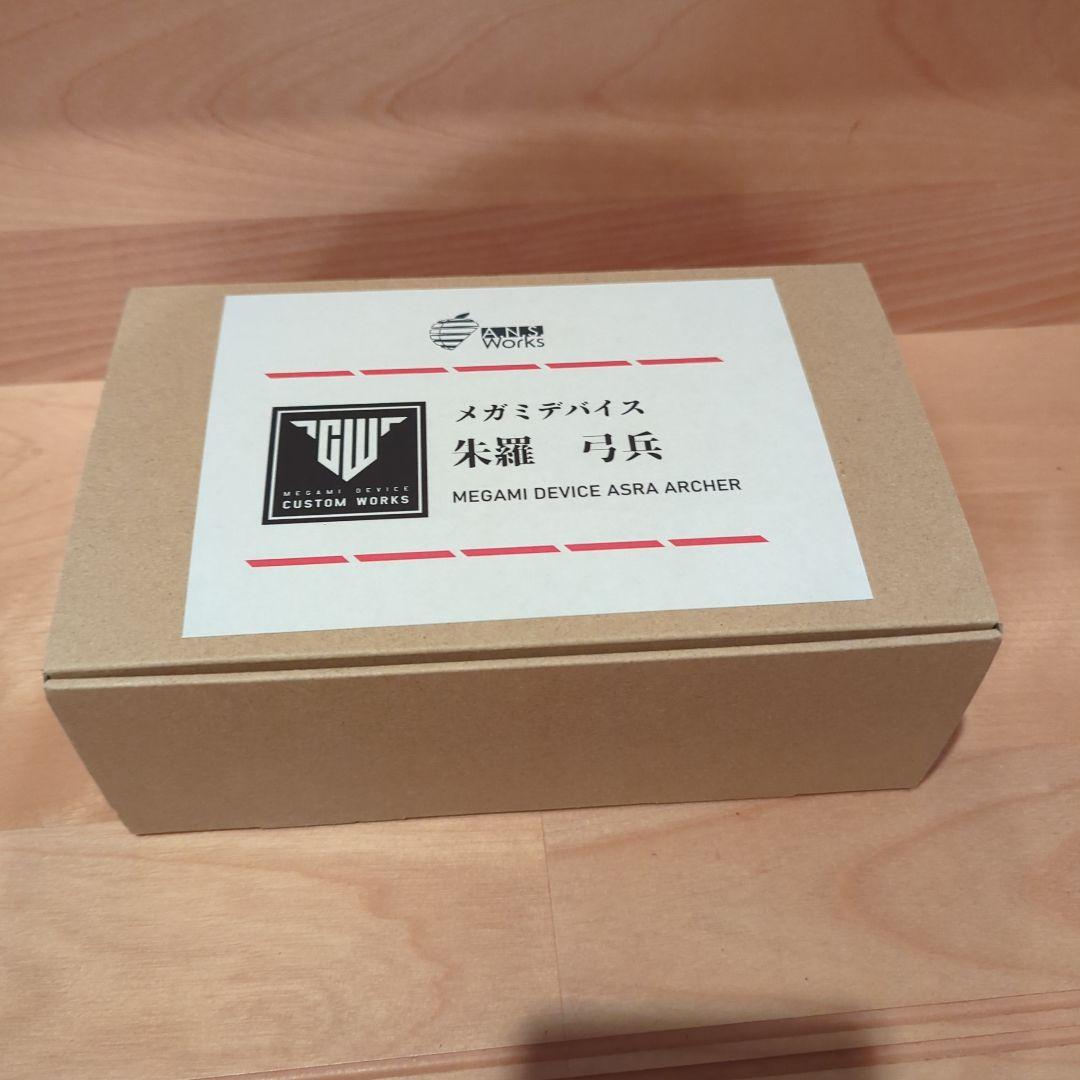 A.N.S.
Works
メガミデバイス
朱羅 弓兵
MEGAMI DEVICE ASRA ARCHER
MEGAMI DEVICE
CUSTOM WORKS